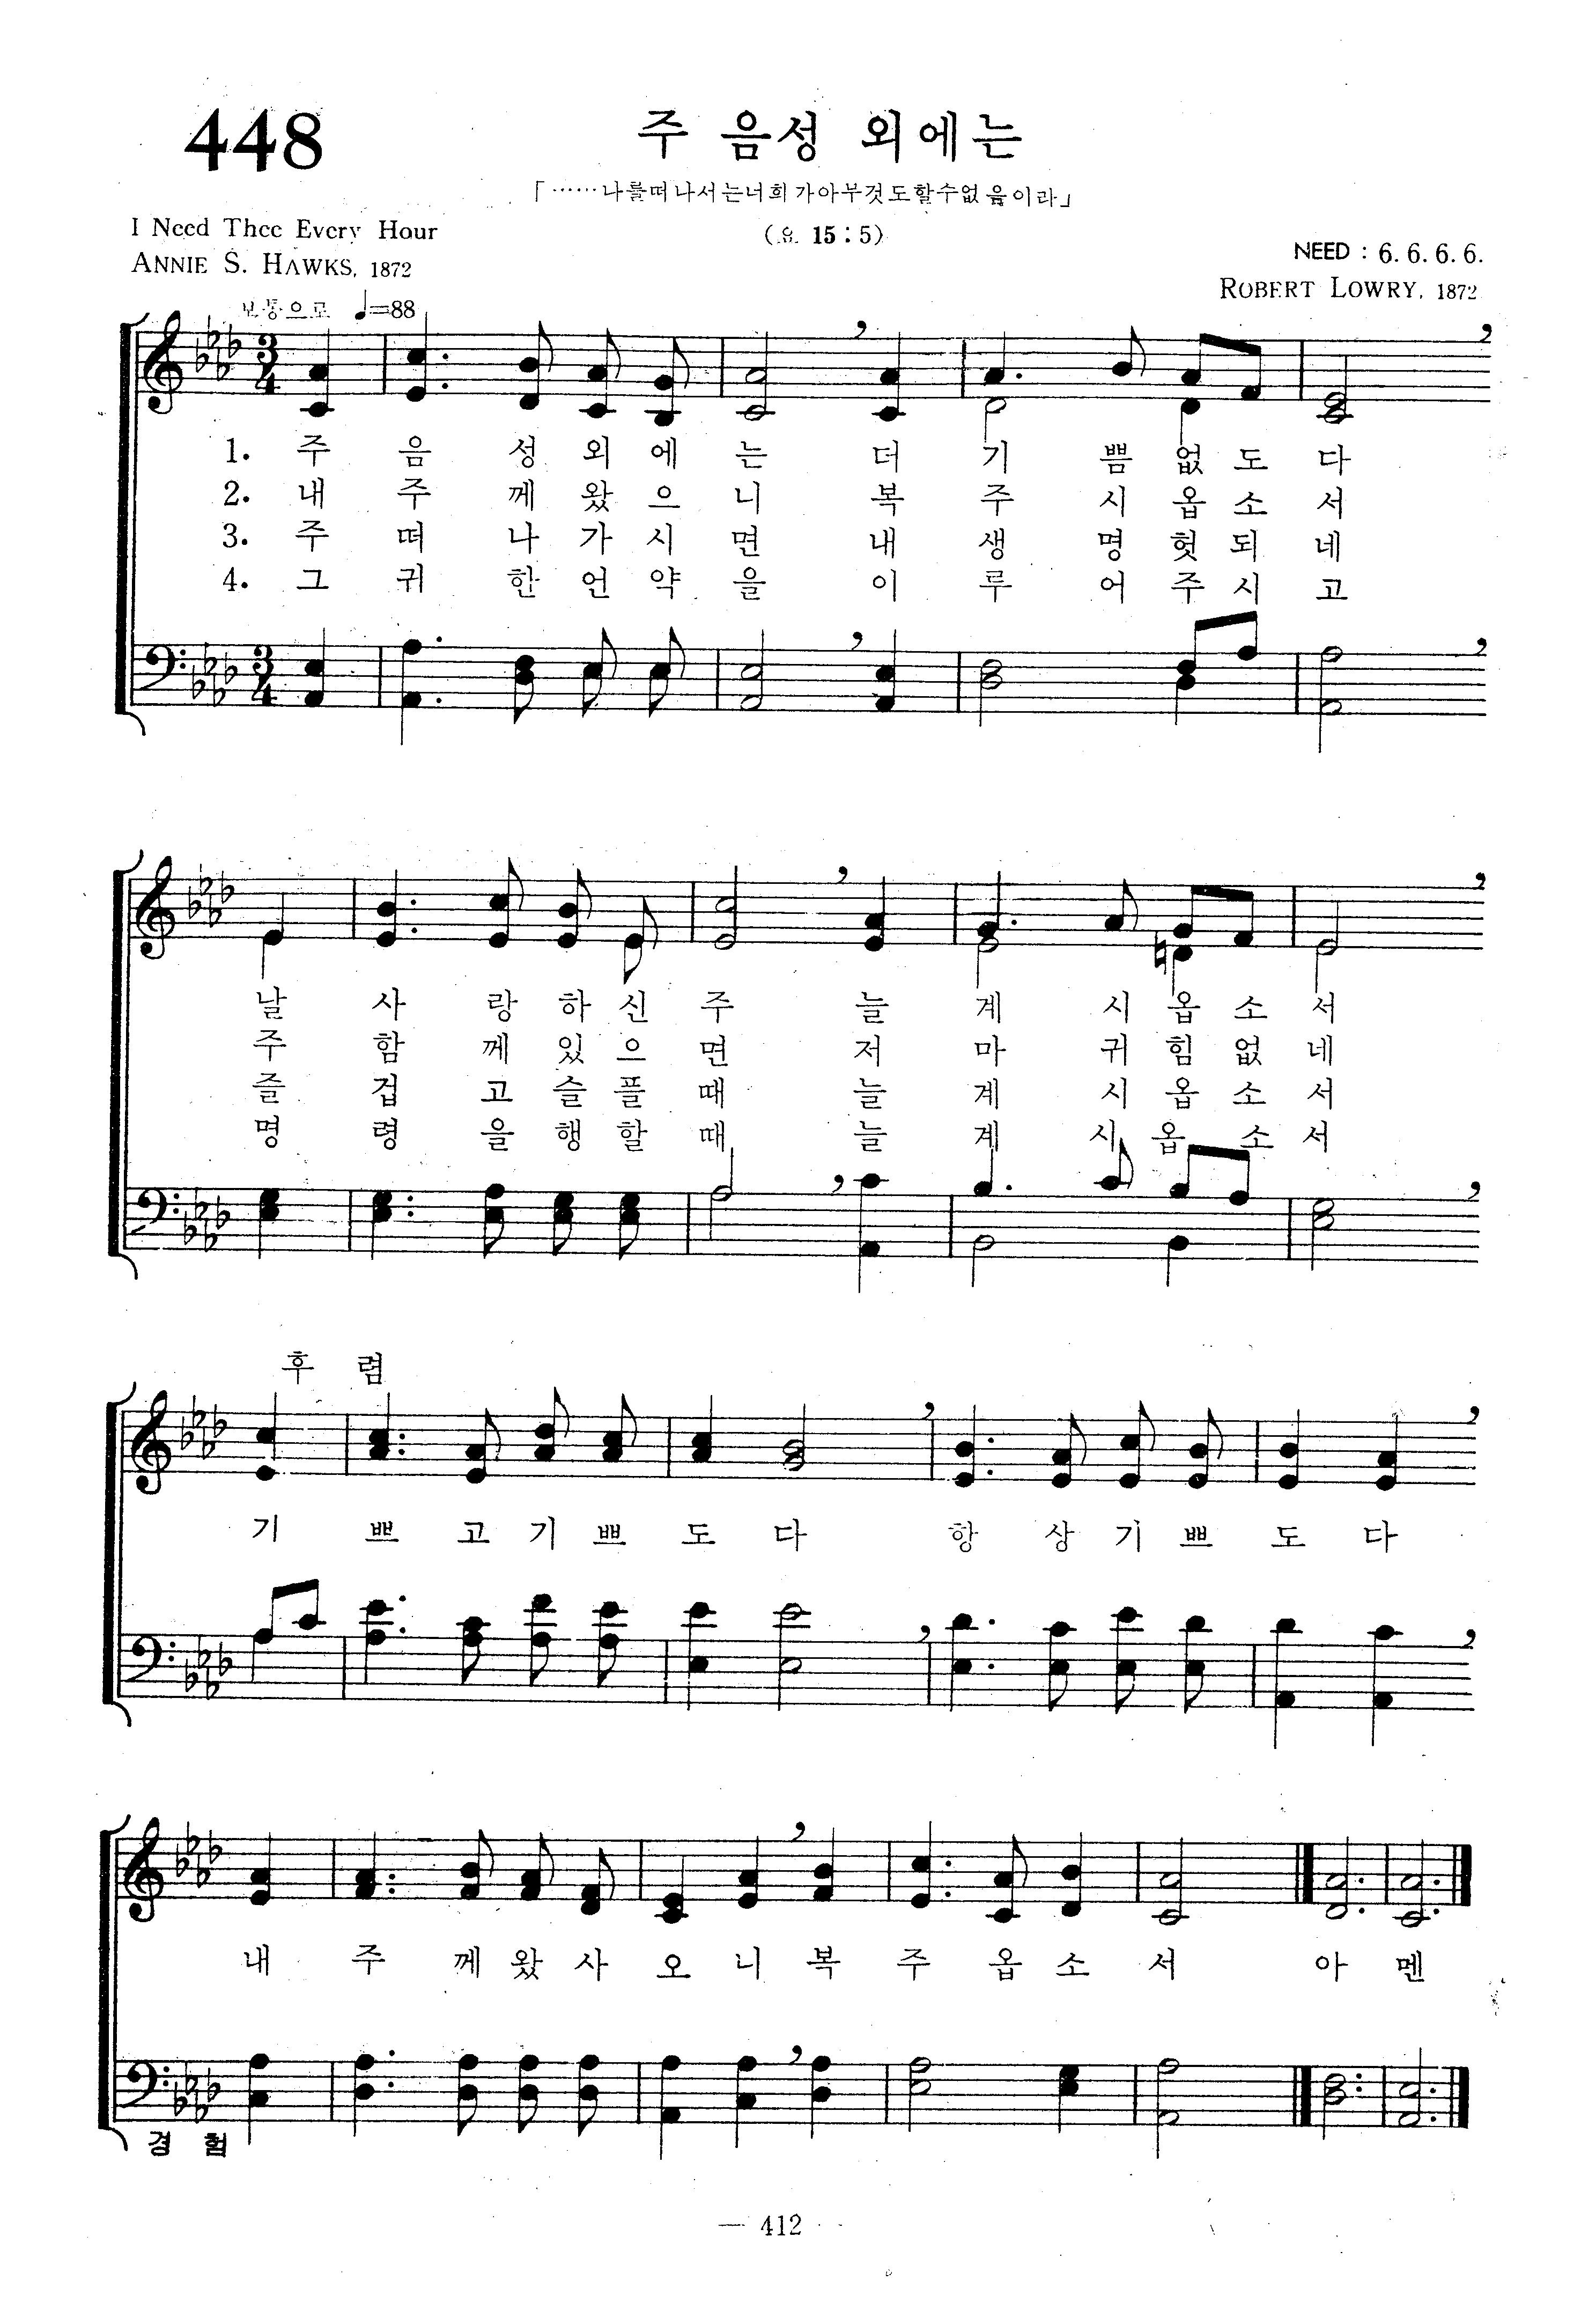 448
주 음성 외에는
「……나를떠나서는너희가아무것도할수없음이라」
I Need Thee Every Hour
(요 15:5)
ANNIE S. HAWKS, 1872
NEED : 6. 6. 6. 6.
ROBERT LOWRY, 1872
보통으로 ♩=88
3 4
1. 주 음 성 외 에 는 더 기 쁨 없 도 다
2. 내 주 께 왔 으 니 복 주 시 옵 소 서
3. 주 떠 나 가 시 면 내 생 명 헛 되 네
4. 그 귀 한 언 약 을 이 루 어 주 시 고
3 4
날 사 랑 하 신 주 늘 계 시 옵 소 서
주 함 께 있 으 면 저 마 귀 힘 없 네
즐 겁 고 슬 플 때 늘 계 시 옵 소 서
명 령 을 행 할 때 늘 계 시 옵 소 서
후 렴
기 쁘 고 기 쁘 도 다 항 상 기 쁘 도 다
내 주 께 왔 사 오 니 복 주 옵 소 서 아 멘
경 험
— 412